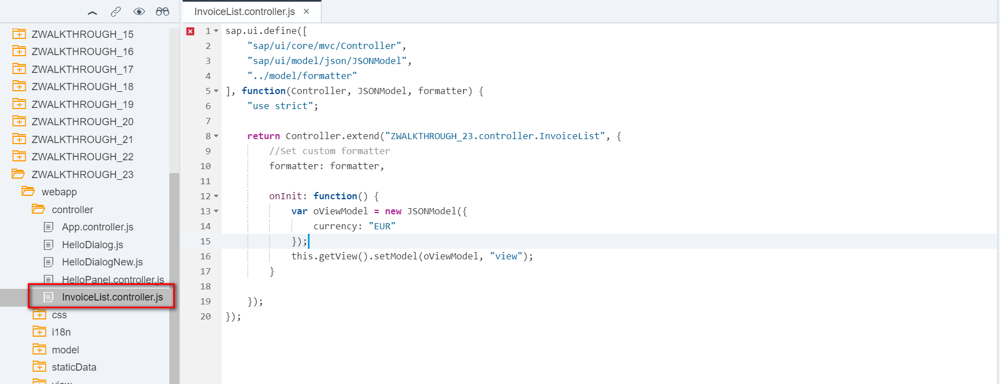 ZWALKTHROUGH_15
ZWALKTHROUGH_16
ZWALKTHROUGH_17
ZWALKTHROUGH_18
ZWALKTHROUGH_19
ZWALKTHROUGH_20
ZWALKTHROUGH_21
ZWALKTHROUGH_22
ZWALKTHROUGH_23
webapp
controller
App.controller.js
HelloDialog.js
HelloDialogNew.js
HelloPanel.controller.js
InvoiceList.controller.js
css
i18n
model
staticData
view
InvoiceList.controller.js ×
1 sap.ui.define([
2 "sap/ui/core/mvc/Controller",
3 "sap/ui/model/json/JSONModel",
4 "../model/formatter"
5 ], function(Controller, JSONModel, formatter) {
6 "use strict";
7
8 return Controller.extend("ZWALKTHROUGH_23.controller.InvoiceList", {
9 //Set custom formatter
10 formatter: formatter,
11
12 onInit: function() {
13 var oViewModel = new JSONModel({
14 currency: "EUR"
15 });
16 this.getView().setModel(oViewModel, "view");
17 }
18
19 });
20 });